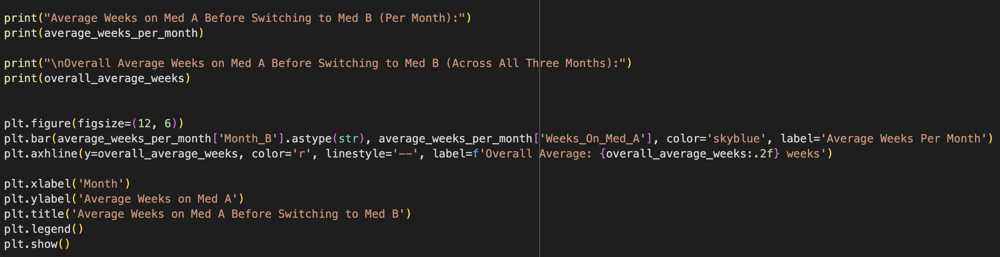 print("Average Weeks on Med A Before Switching to Med B (Per Month):")
print(average_weeks_per_month)
print("\nOverall Average Weeks on Med A Before Switching to Med B (Across All Three Months):")
print(overall_average_weeks)
plt.figure(figsize=(12, 6))
plt.bar(average_weeks_per_month['Month_B'].astype(str), average_weeks_per_month['Weeks_On_Med_A'], color='skyblue', label='Average Weeks Per Month')
plt.axhline(y=overall_average_weeks, color='r', linestyle='--', label=f'Overall Average: {overall_average_weeks:.2f} weeks')
plt.xlabel('Month')
plt.ylabel('Average Weeks on Med A')
plt.title('Average Weeks on Med A Before Switching to Med B')
plt.legend()
plt.show()